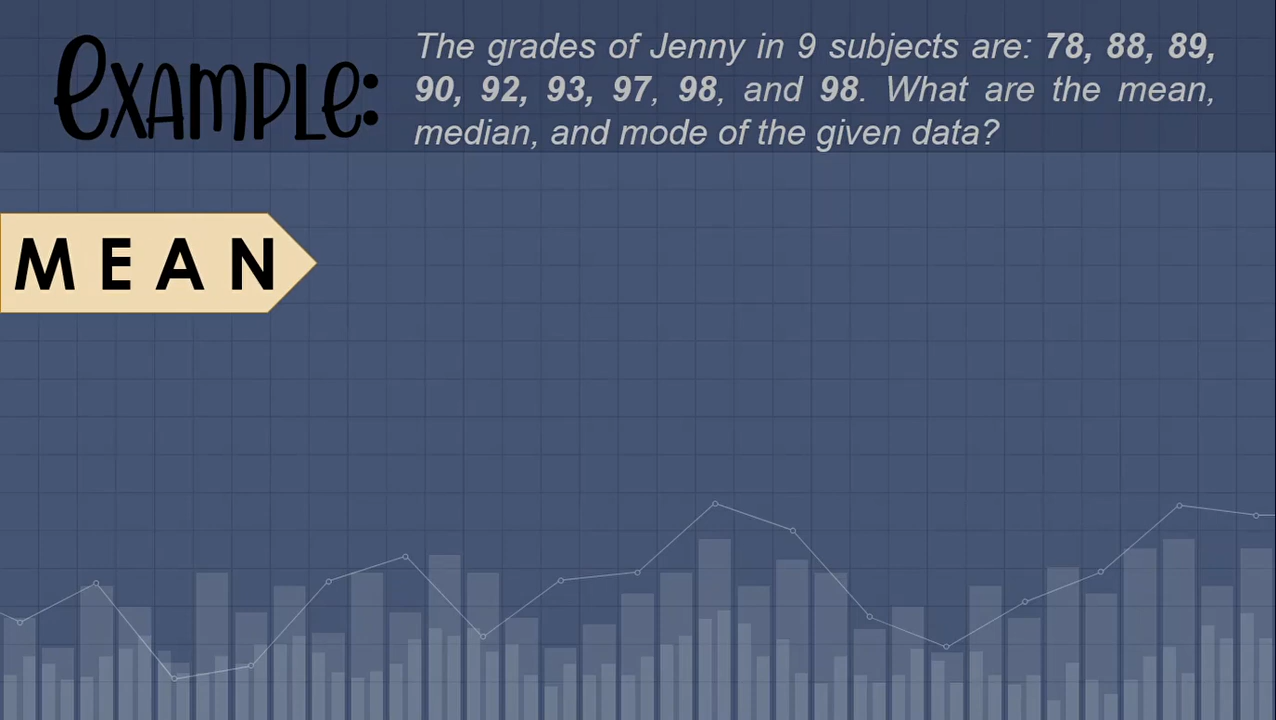 Example:
The grades of Jenny in 9 subjects are: 78, 88, 89,
90, 92, 93, 97, 98, and 98. What are the mean,
median, and mode of the given data?
MEAN